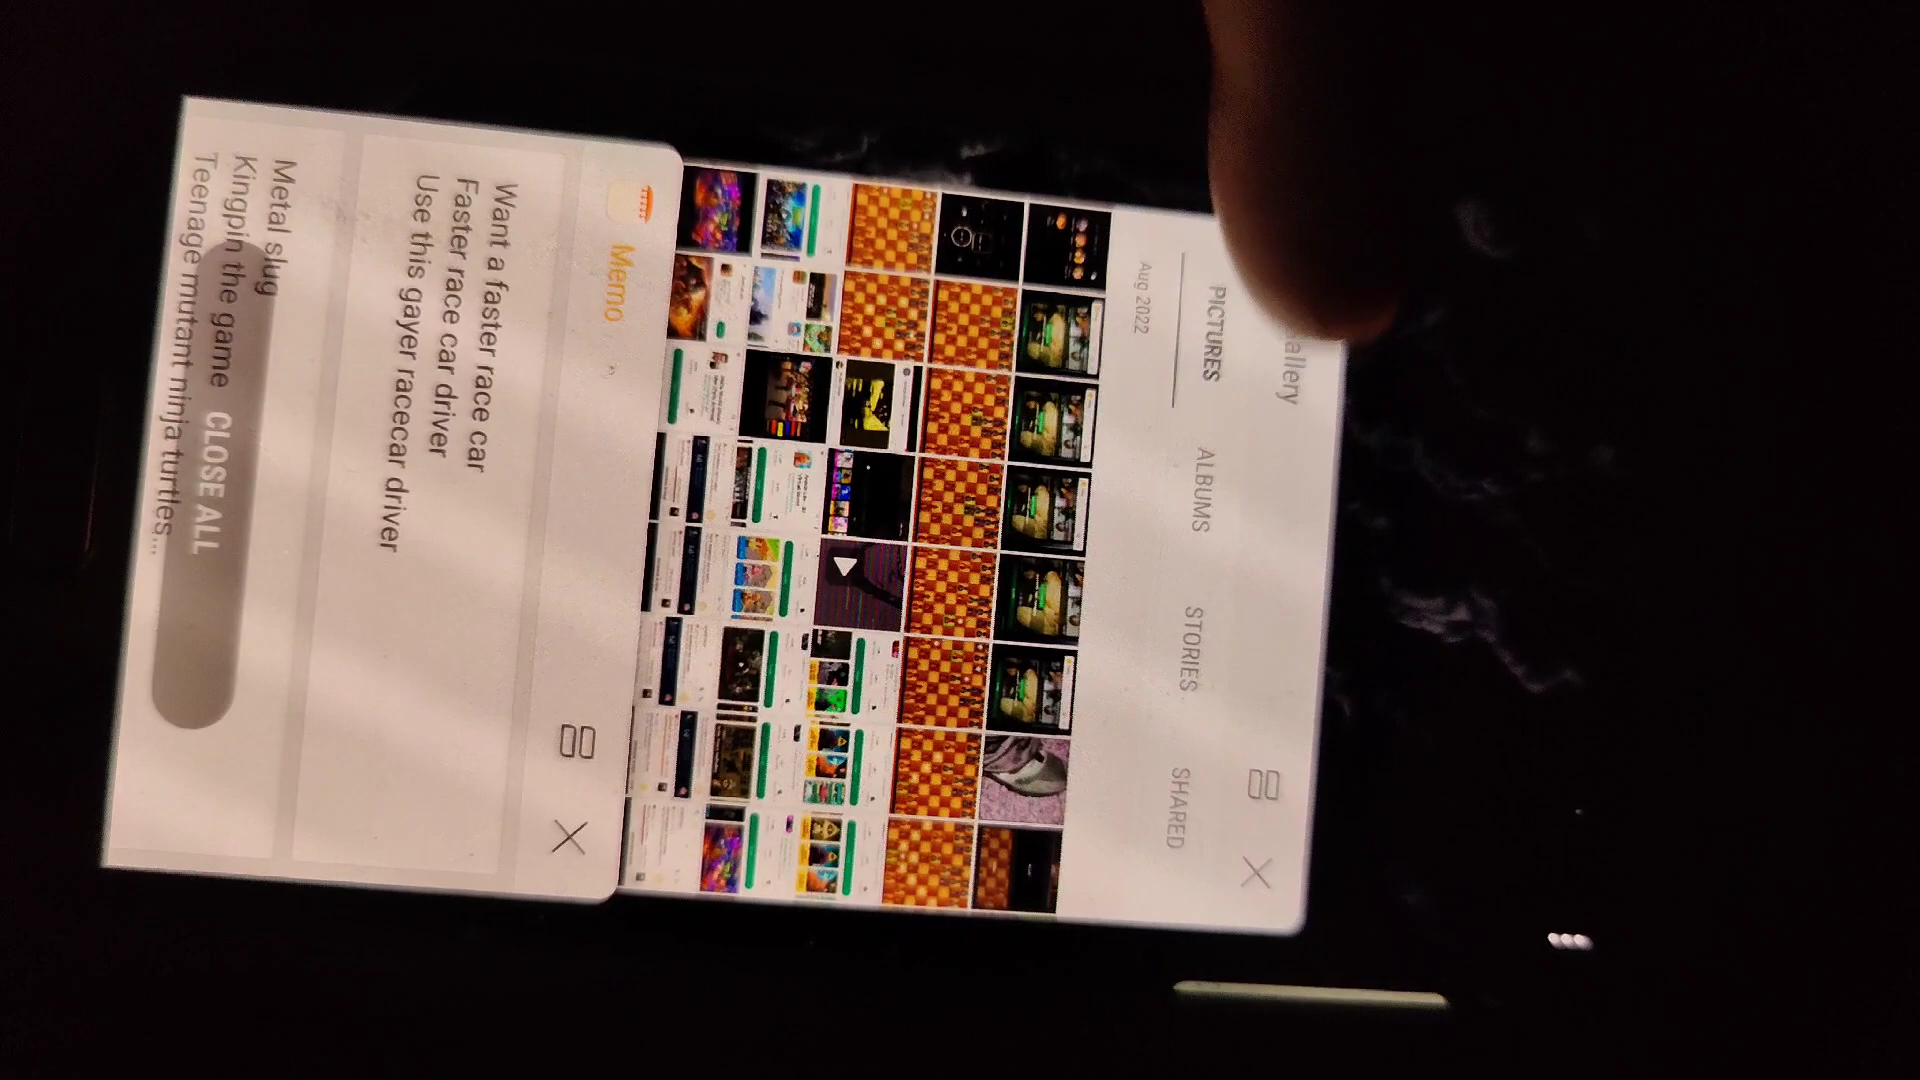 allery
PICTURES
ALBUMS
STORIES
SHARED
Aug 2022
Memo
Want a faster race car
Faster race car driver
Use this gayer racecar driver
Metal slug
Kingpin the game
Teenage mutant ninja turtles...
CLOSE ALL